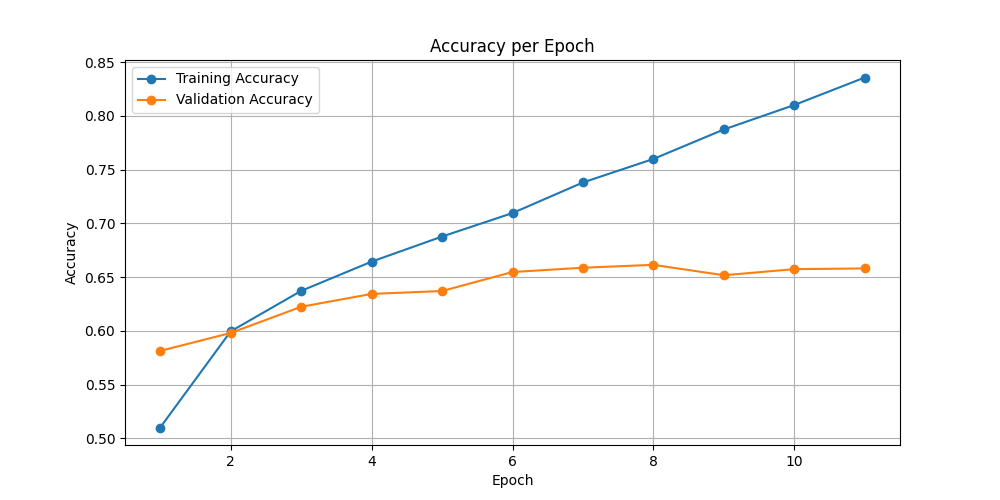 Accuracy per Epoch
Training Accuracy
Validation Accuracy
Accuracy
0.85
0.80
0.75
0.70
0.65
0.60
0.55
0.50
2 4 6 8 10
Epoch